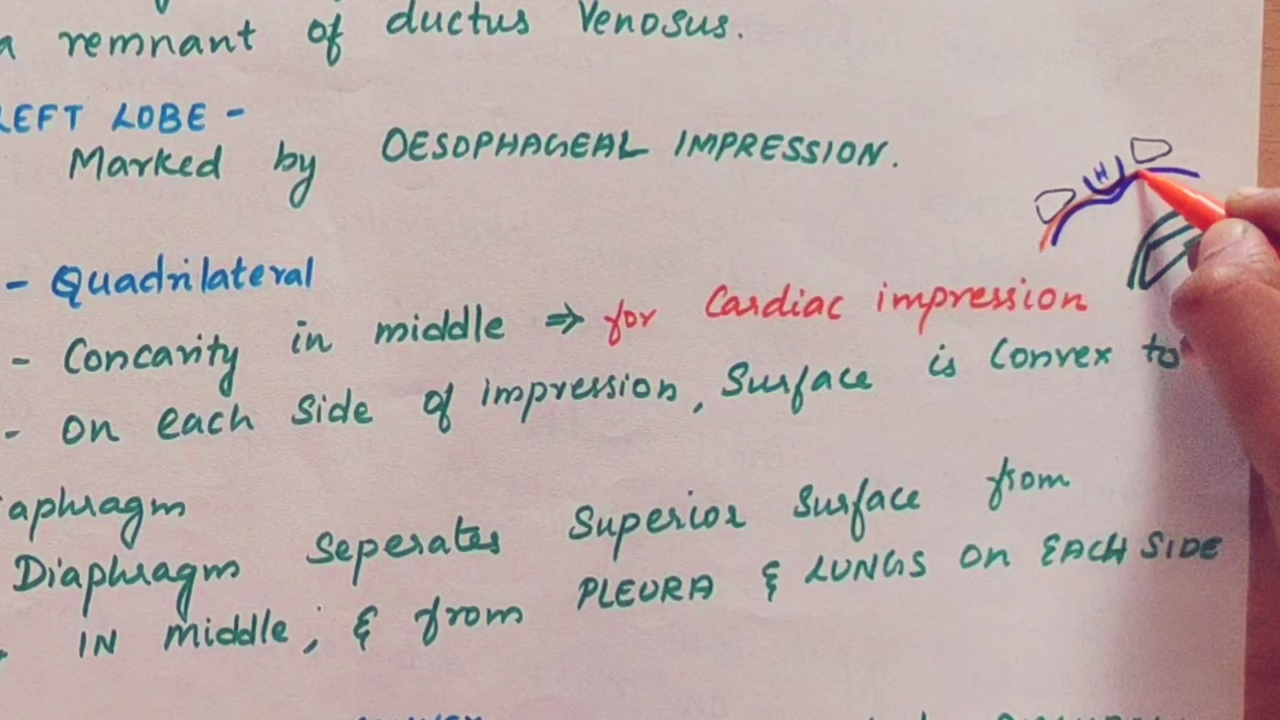 a remnant of ductus Venosus.
LEFT LOBE -
Marked by OESOPHAGEAL IMPRESSION.
H
- Quadrilateral
- Concavity in middle ⇒ for Cardiac impression
- on each side of impression, Surface is Convex to
aphragm
Diaphragm seperates Superior Surface from
IN middle, & from PLEURA & LUNGS on EACH SIDE